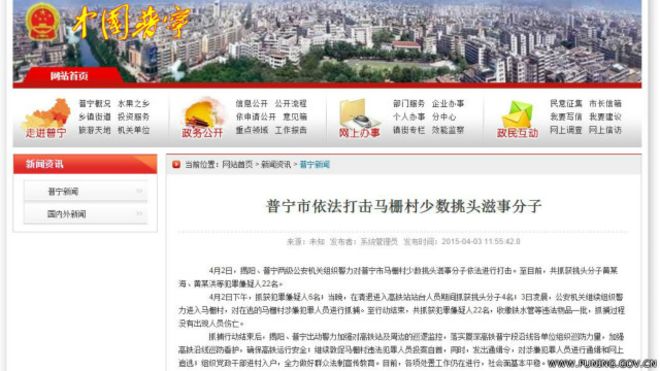 中国普宁
网站首页
走进普宁
普宁概况 水果之乡
乡镇街道 投资服务
旅游天地 机关单位
政务公开
信息公开 公开流程
依申请公开 意见箱
重点领域 工作报告
网上办事
部门服务 企业办事
个人办事 分中心
镇街专栏 效能监察
政民互动
民意征集 市长信箱
我要写信 我要建议
网上调查 网上信访
新闻资讯
普宁新闻
国内外新闻
当前位置：网站首页 > 新闻资讯 > 普宁新闻
普宁市依法打击马栅村少数挑头滋事分子
来源：未知 发布者：系统管理员 发布时间：2015-04-03 11:55:42.0
4月2日，揭阳、普宁两级公安机关组织警力对普宁市马栅村少数挑头滋事分子依法进行打击。至目前，共抓获挑头分子黄某
海、黄某洪等犯罪嫌疑人22名。
4月2日下午，抓获犯罪嫌疑人6名；当晚，在清退进入高铁站站台人员期间抓获挑头分子4名；3日凌晨，公安机关继续组织警
力进入马栅村，对在逃的马栅村涉嫌犯罪人员进行抓捕。至行动结束，共抓获犯罪嫌疑人22名，收缴铁水管等违法物品一批，抓捕过程
没有出现人员伤亡。
抓捕行动结束后，揭阳、普宁出动警力加强对高铁站及周边的巡逻监控，落实厦深高铁普宁段沿线各单位组织巡防力量，加强
高铁沿线巡防看护，确保高铁运行安全；继续敦促马栅村违法犯罪人员投案自首，同时，发出通缉令，对涉嫌犯罪人员进行通缉和网上
追逃；组织党政干部进村入户，全力做好群众法制宣传教育。目前，各项处置工作仍在进行，社会面基本平稳。
WWW.PUNING.GOV.CN